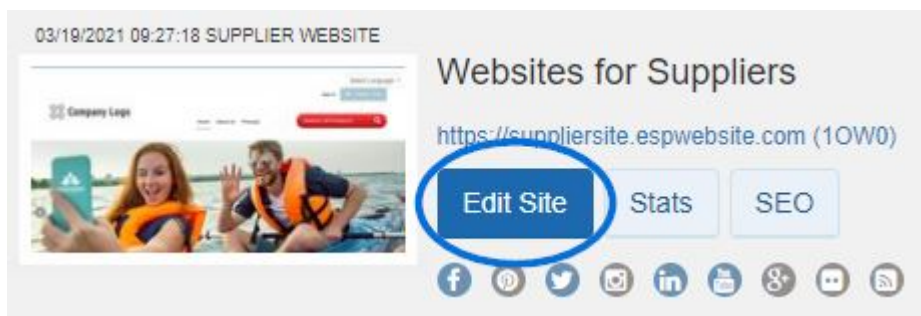 03/19/2021 09:27:18 SUPPLIER WEBSITE
Company Logo
Websites for Suppliers
https://suppliersite.espwebsite.com (1OW0)
Edit Site
Stats
SEO